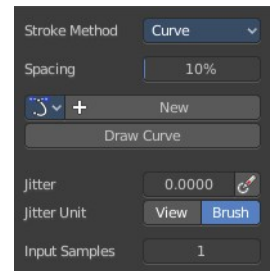 Stroke Method Curve
Spacing 10%
New
Draw Curve
Jitter 0.0000
Jitter Unit View Brush
Input Samples 1